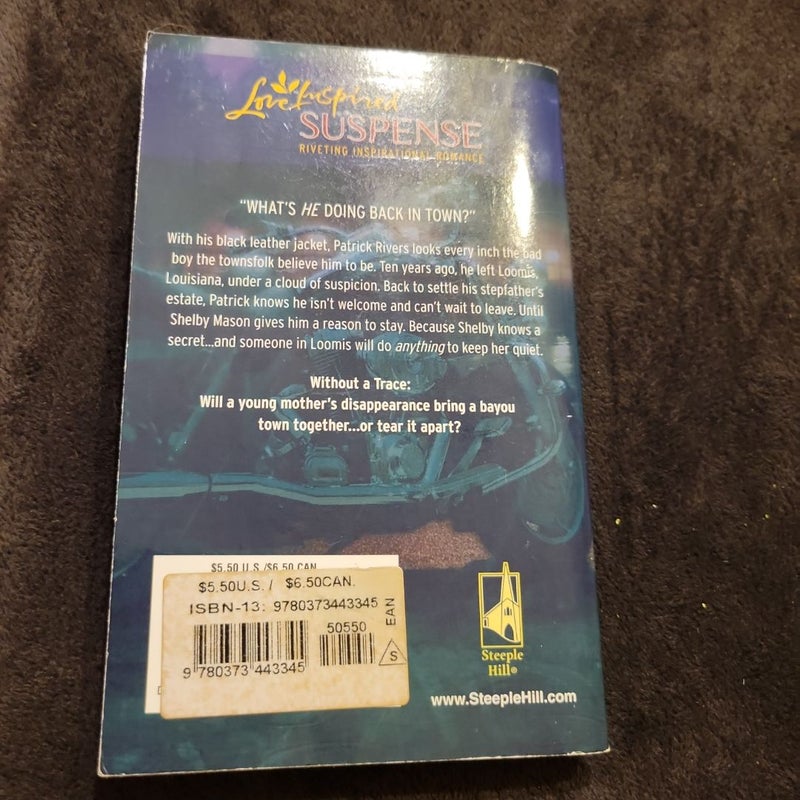 Love Inspired
SUSPENSE
RIVETING INSPIRATIONAL ROMANCE
"WHAT'S HE DOING BACK IN TOWN?"
With his black leather jacket, Patrick Rivers looks every inch the bad
boy the townsfolk believe him to be. Ten years ago, he left Loomis,
Louisiana, under a cloud of suspicion. Back to settle his stepfather's
estate, Patrick knows he isn't welcome and can't wait to leave. Until
Shelby Mason gives him a reason to stay. Because Shelby knows a
secret...and someone in Loomis will do anything to keep her quiet.
Without a Trace:
Will a young mother's disappearance bring a bayou
town together...or tear it apart?
$5.50 U.S./$6.50 CAN.
$5.50U.S. / $6.50CAN.
ISBN-13: 9780373443345
50550
EAN
S
9 780373 443345
Steeple
Hill®
www.SteepleHill.com